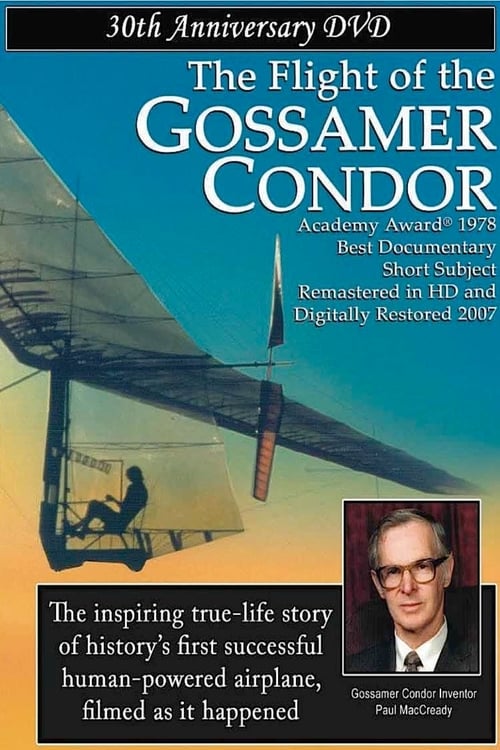 30th Anniversary DVD
The Flight of the
GOSSAMER
CONDOR
Academy Award® 1978
Best Documentary
Short Subject
Remastered in HD and
Digitally Restored 2007
The inspiring true-life story
of history's first successful
human-powered airplane,
filmed as it happened
Gossamer Condor Inventor
Paul MacCready